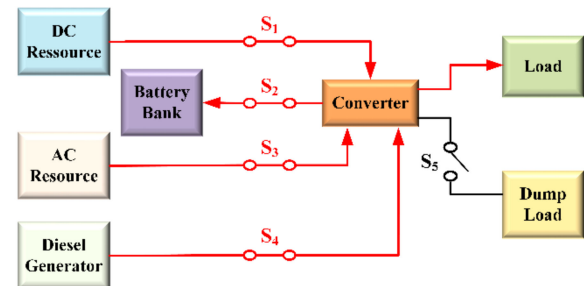 DC
Ressource
S1
Battery
Bank
S2
Converter
Load
AC
Resource
S3
S5
Dump
Load
Diesel
Generator
S4